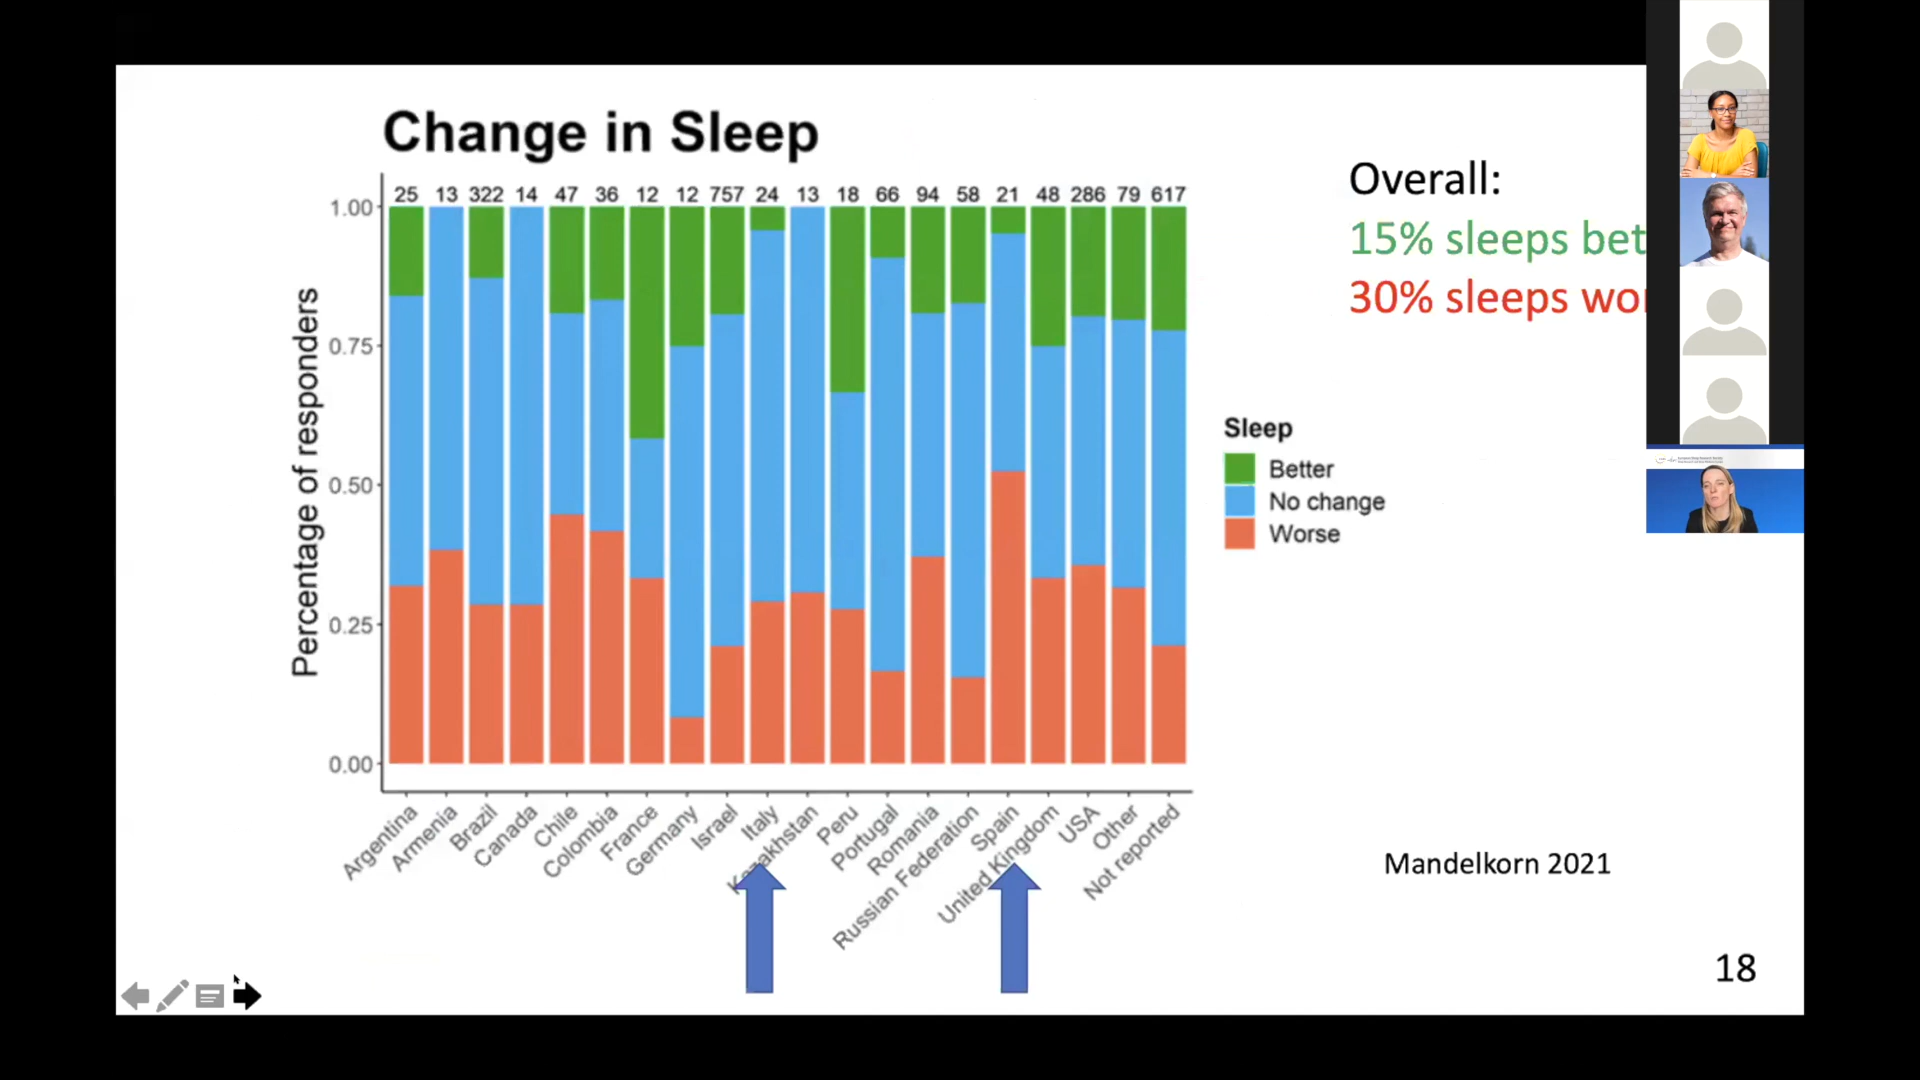 Change in Sleep
25 13 322 14 47 36 12 12 757 24 13 18 66 94 58 21 48 286 79 617
Percentage of responders
1.00
0.75
0.50
0.25
0.00
Argentina
Armenia
Brazil
Canada
Chile
Colombia
France
Germany
Israel
Italy
Kazakhstan
Peru
Portugal
Romania
Russian Federation
Spain
United Kingdom
USA
Other
Not reported
Overall:
15% sleeps bet
30% sleeps wo
Sleep
Better
No change
Worse
Mandelkorn 2021
18